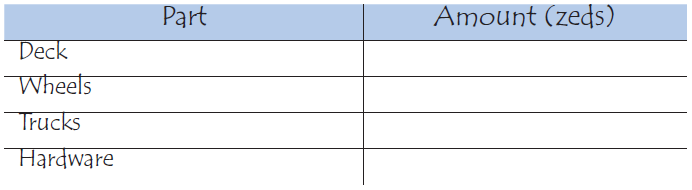 Part Amount (zeds)
Deck
Wheels
Trucks
Hardware